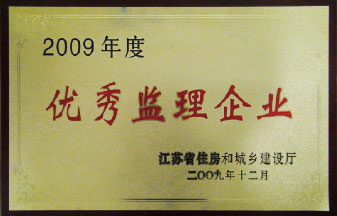 2009年度
优秀监理企业
江苏省住房和城乡建设厅
二〇〇九年十二月